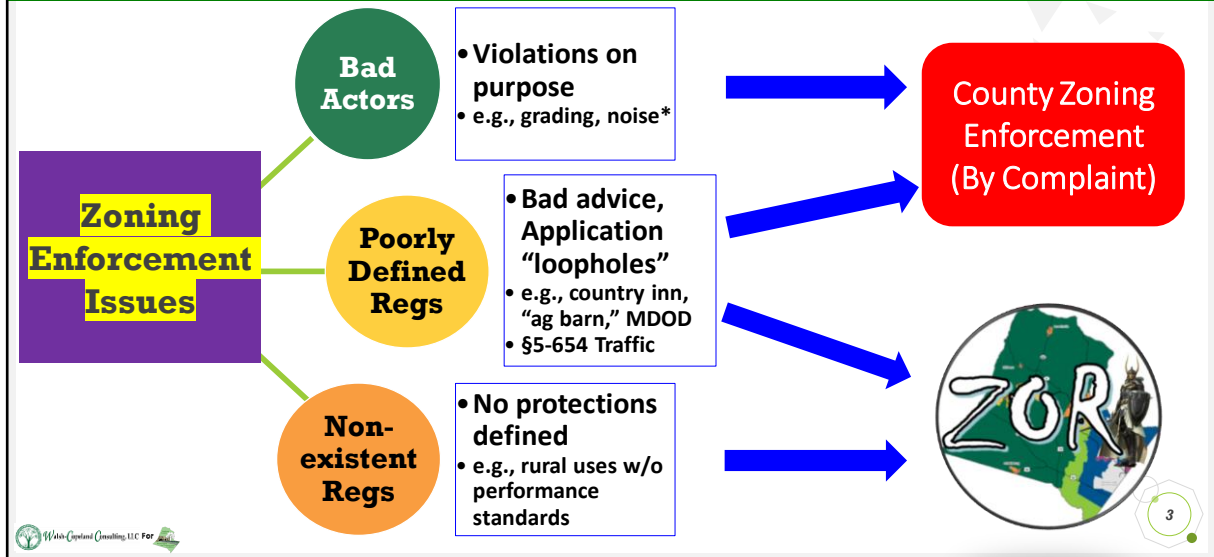 Zoning
Enforcement
Issues
Bad
Actors
• Violations on
purpose
• e.g., grading, noise*
County Zoning
Enforcement
(By Complaint)
Poorly
Defined
Regs
• Bad advice,
Application
“loopholes”
• e.g., country inn,
“ag barn,” MDOD
• §5-654 Traffic
Non-
existent
Regs
• No protections
defined
• e.g., rural uses w/o
performance
standards
ZOR
Walsh-Copeland Consulting, LLC For
3